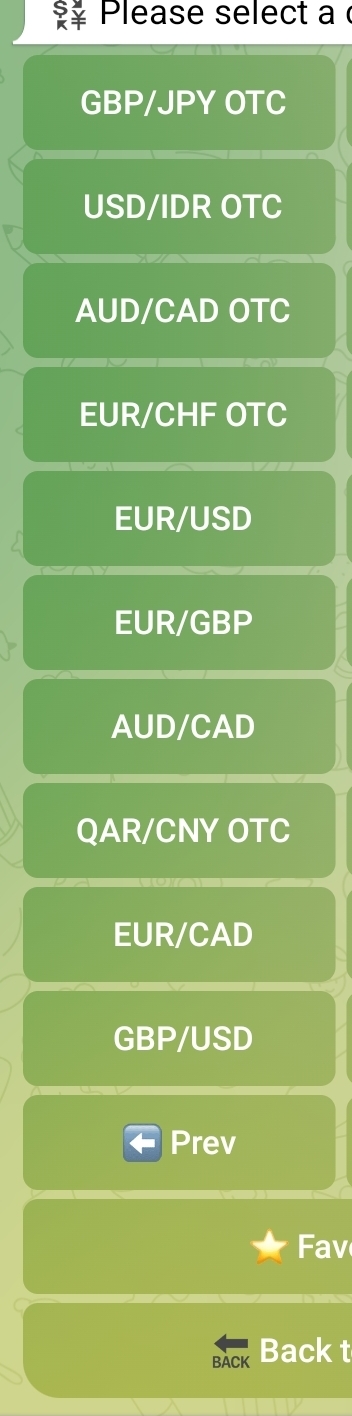 Please select a
GBP/JPY OTC
USD/IDR OTC
AUD/CAD OTC
EUR/CHF OTC
EUR/USD
EUR/GBP
AUD/CAD
QAR/CNY OTC
EUR/CAD
GBP/USD
Prev
BACK Back